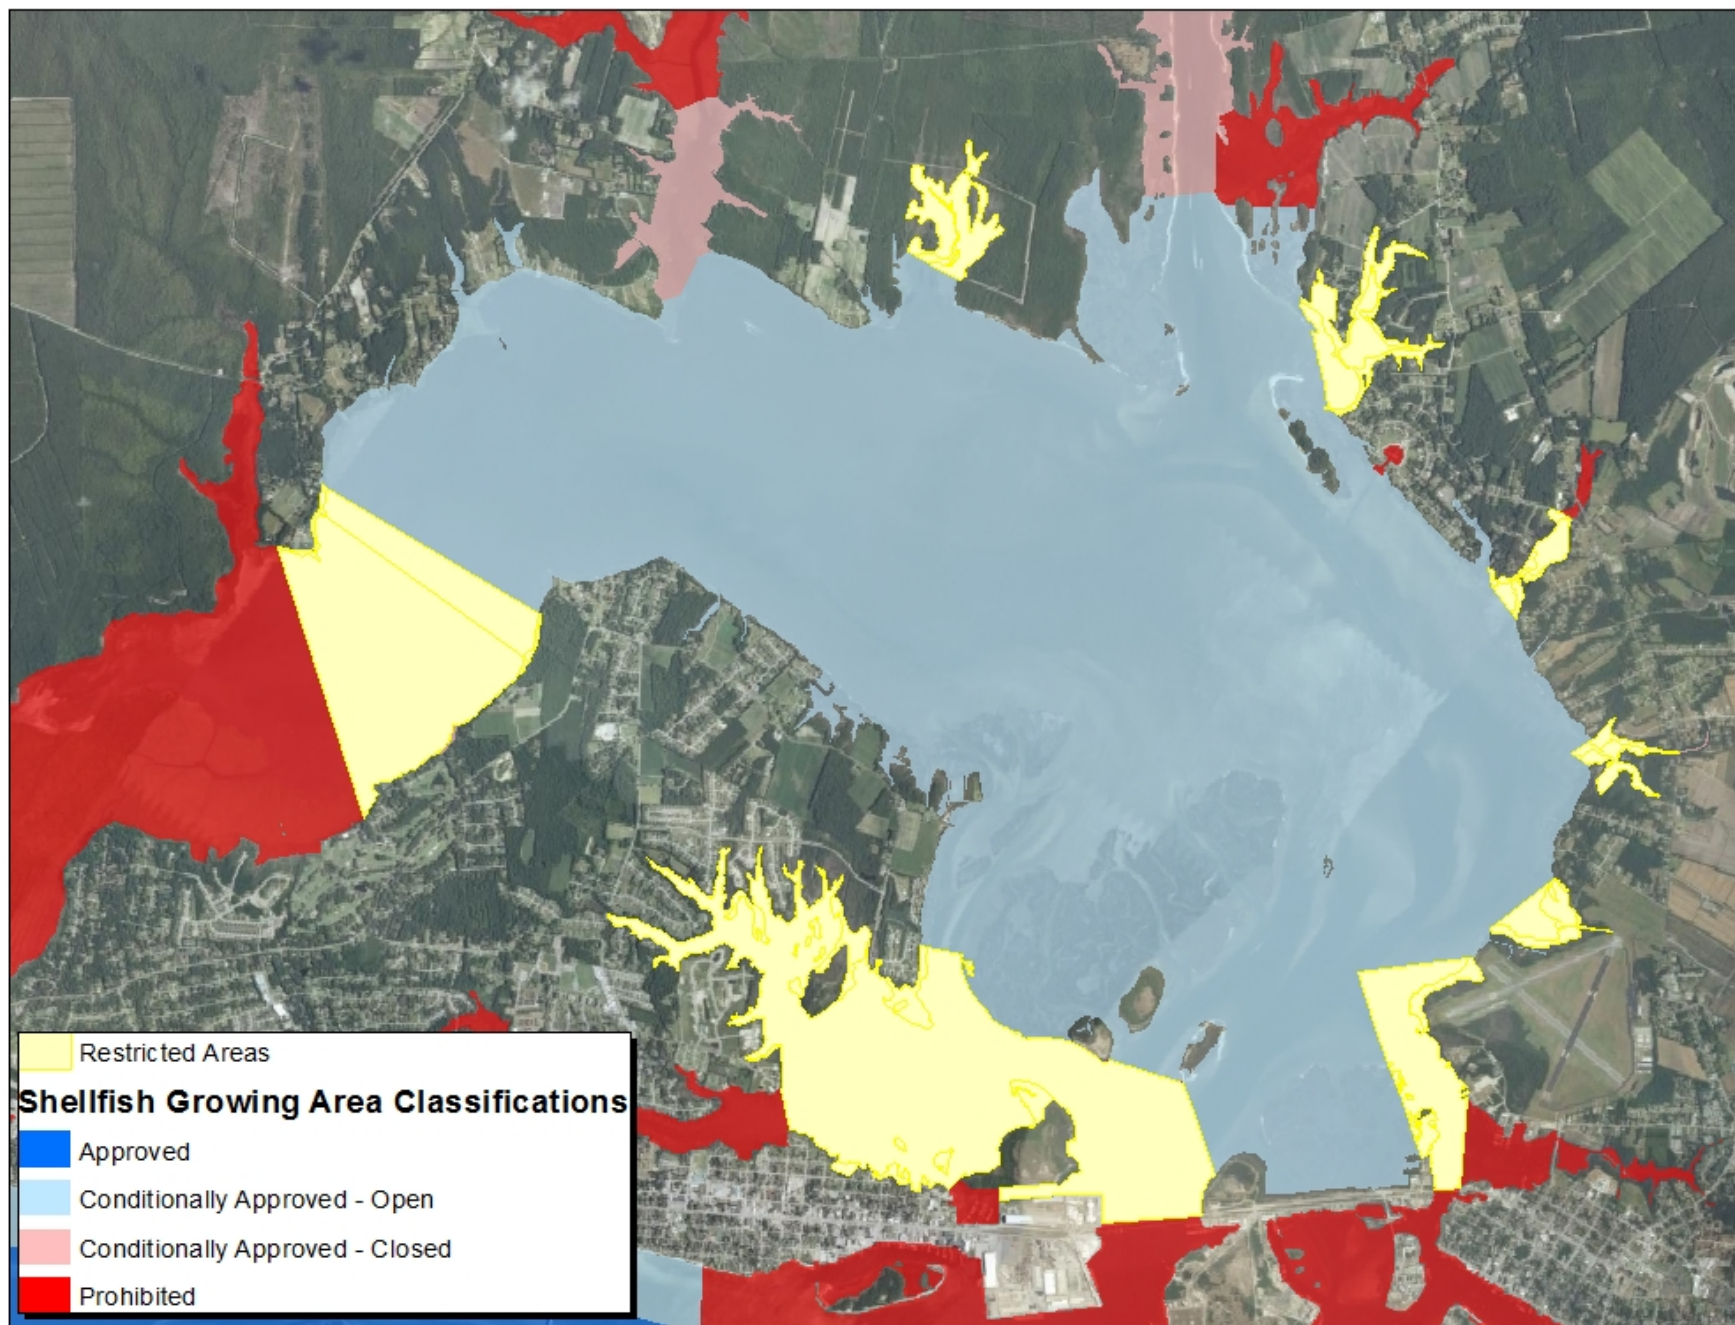 Restricted Areas
Shellfish Growing Area Classifications
Approved
Conditionally Approved - Open
Conditionally Approved - Closed
Prohibited